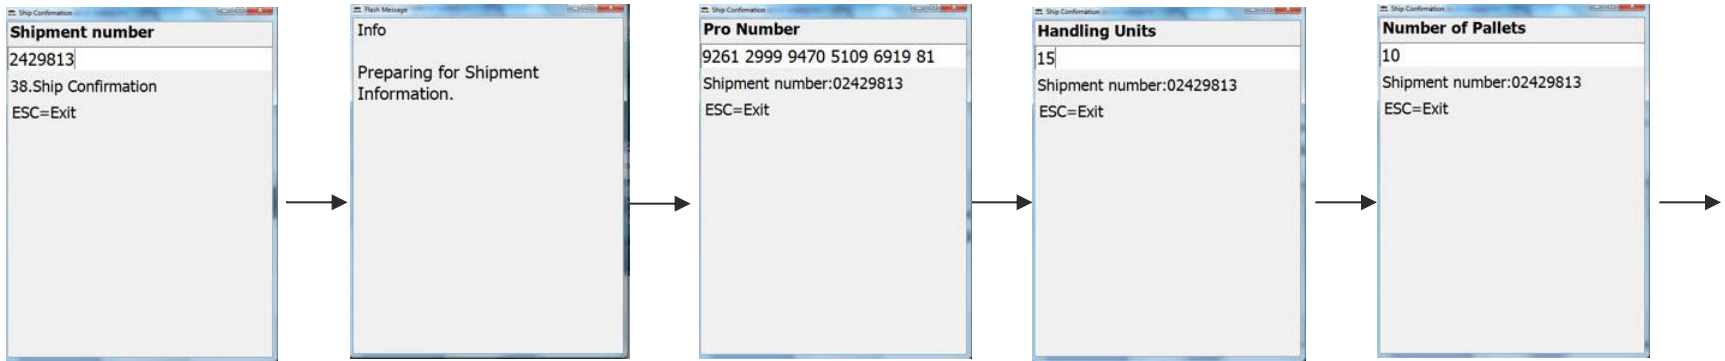 Ship Confirmation
Shipment number
2429813
38.Ship Confirmation
ESC=Exit
Flash Message
Info
Preparing for Shipment
Information.
Ship Confirmation
Pro Number
9261 2999 9470 5109 6919 81
Shipment number:02429813
ESC=Exit
Ship Confirmation
Handling Units
15
Shipment number:02429813
ESC=Exit
Ship Confirmation
Number of Pallets
10
Shipment number:02429813
ESC=Exit